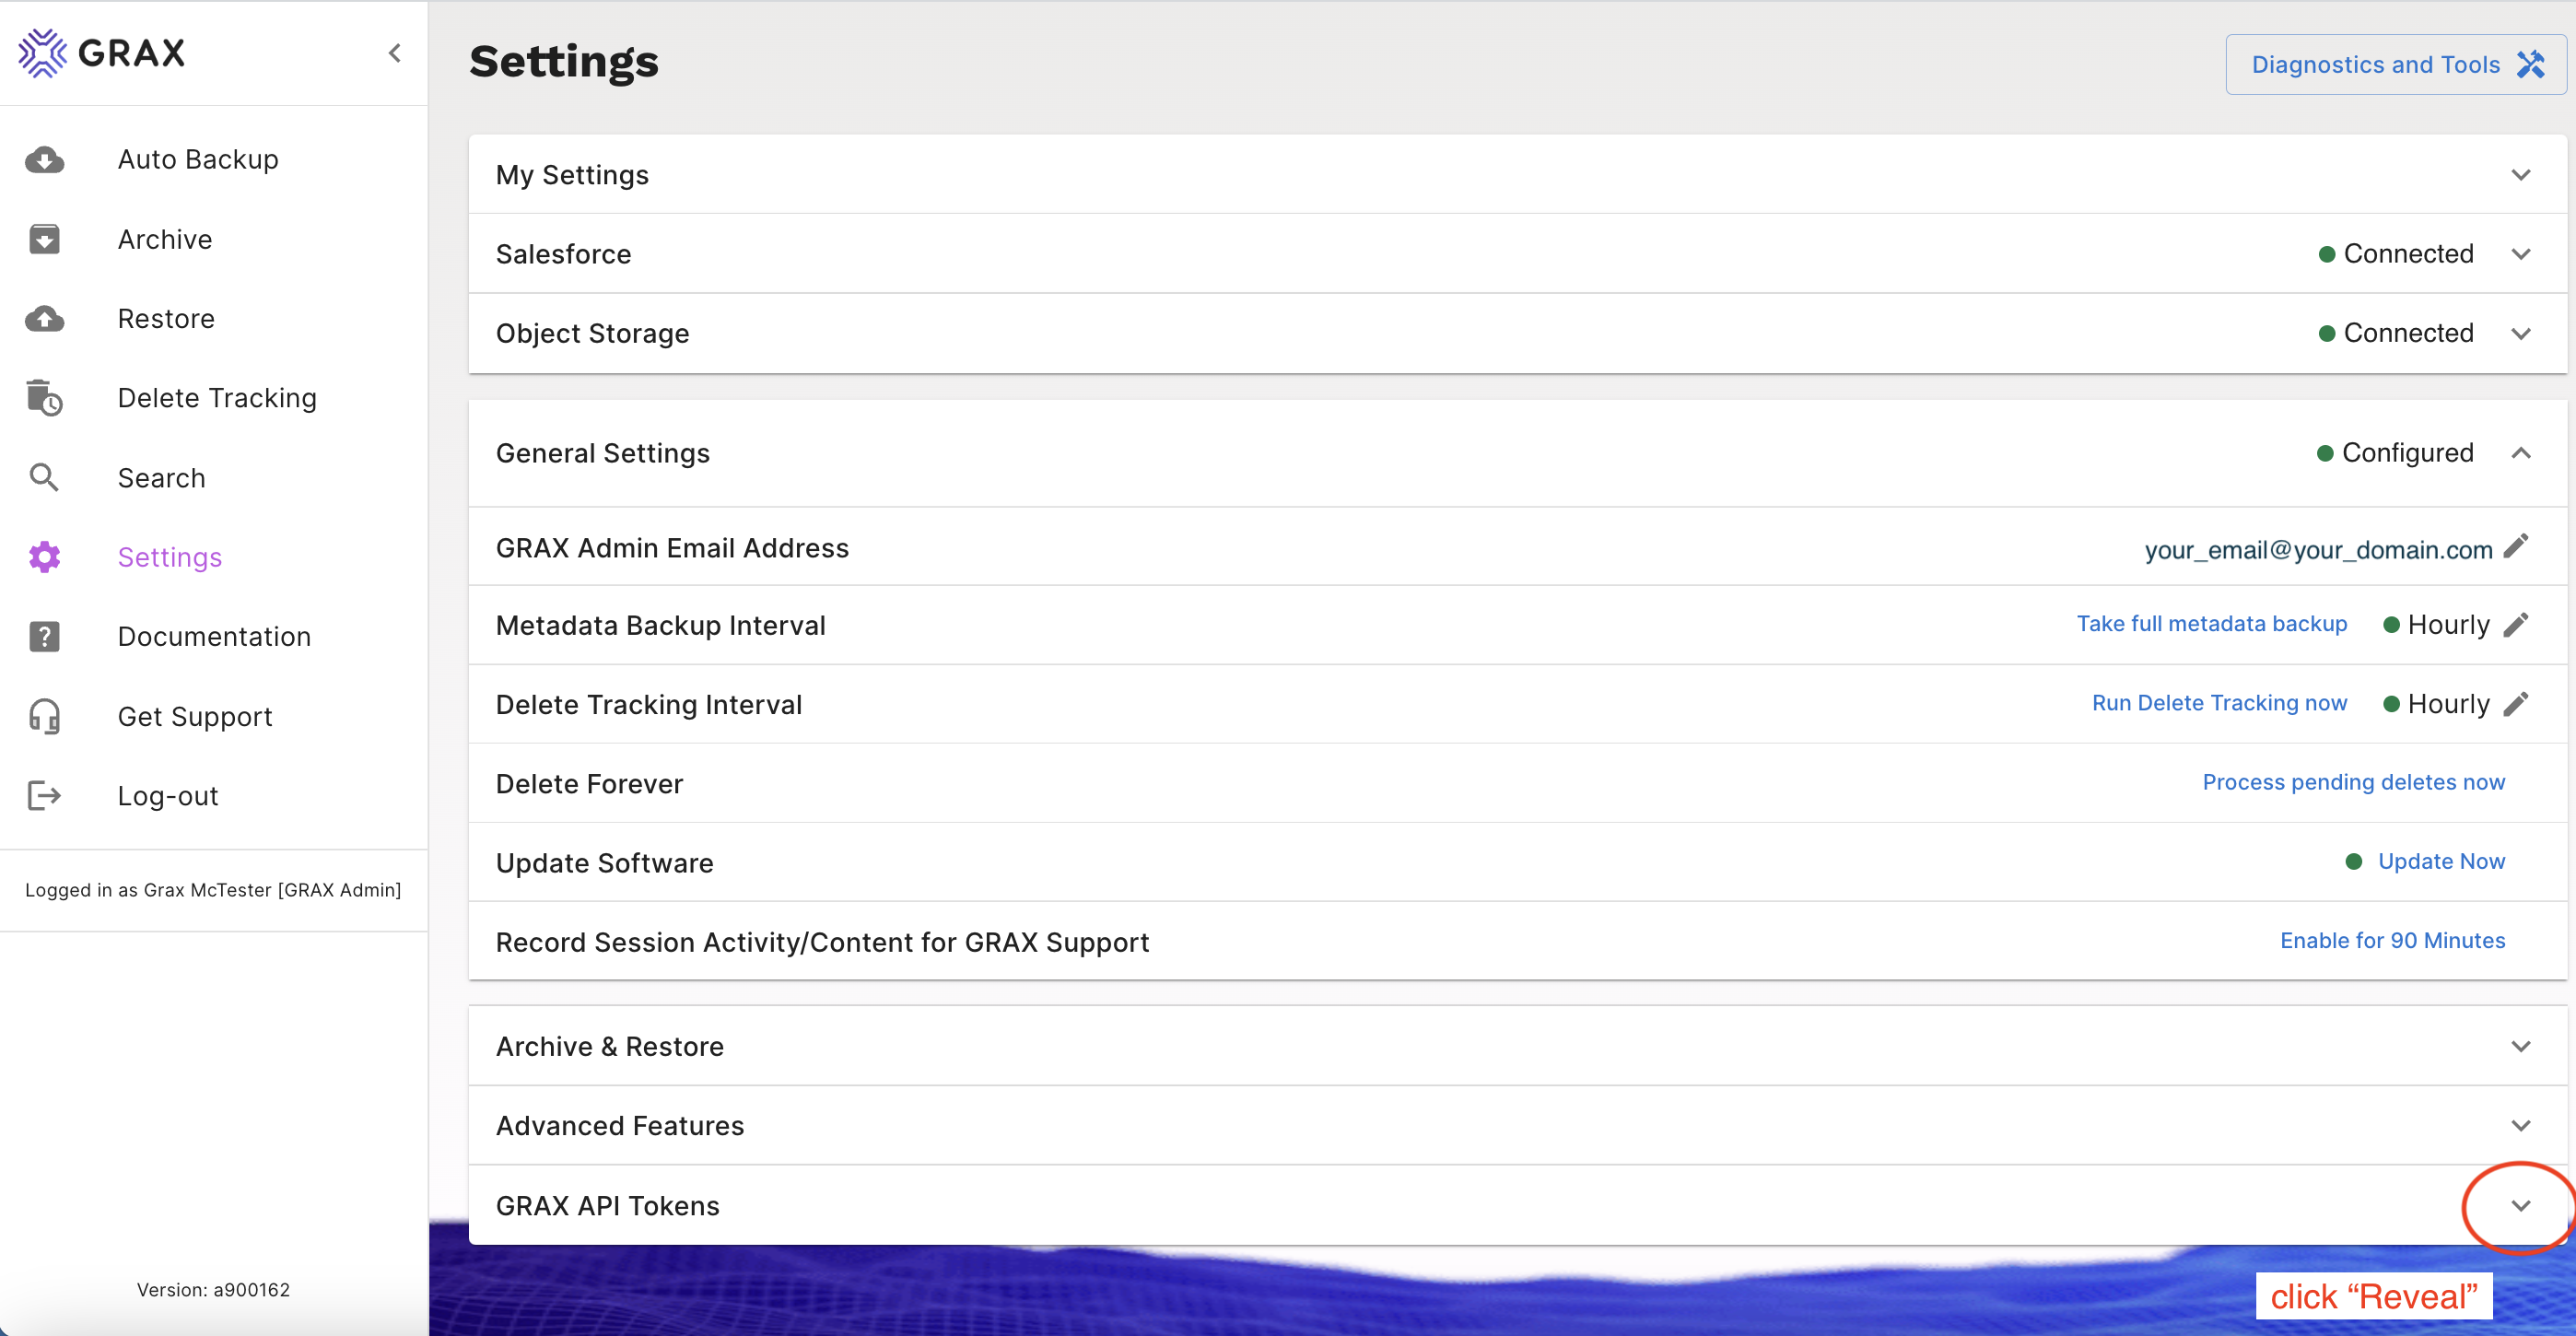 GRAX
Auto Backup
Archive
Restore
Delete Tracking
Search
Settings
Documentation
Get Support
Log-out
Logged in as Grax McTester [GRAX Admin]
Version: a900162
Settings
Diagnostics and Tools
My Settings
Salesforce Connected
Object Storage Connected
General Settings Configured
GRAX Admin Email Address your_email@your_domain.com
Metadata Backup Interval Take full metadata backup Hourly
Delete Tracking Interval Run Delete Tracking now Hourly
Delete Forever Process pending deletes now
Update Software Update Now
Record Session Activity/Content for GRAX Support Enable for 90 Minutes
Archive & Restore
Advanced Features
GRAX API Tokens
click “Reveal”